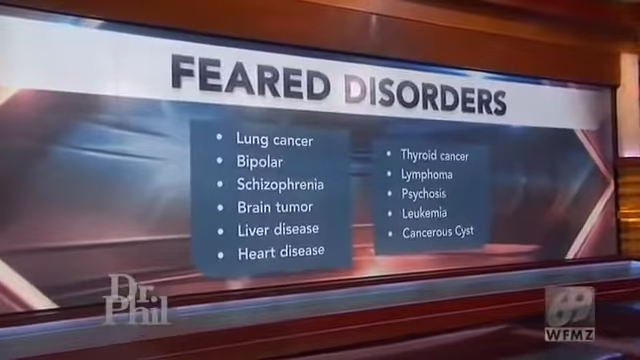 FEARED DISORDERS
• Lung cancer
• Bipolar
• Schizophrenia
• Brain tumor
• Liver disease
• Heart disease
• Thyroid cancer
• Lymphoma
• Psychosis
• Leukemia
• Cancerous Cyst
Dr.
Phil
69
WFMZ